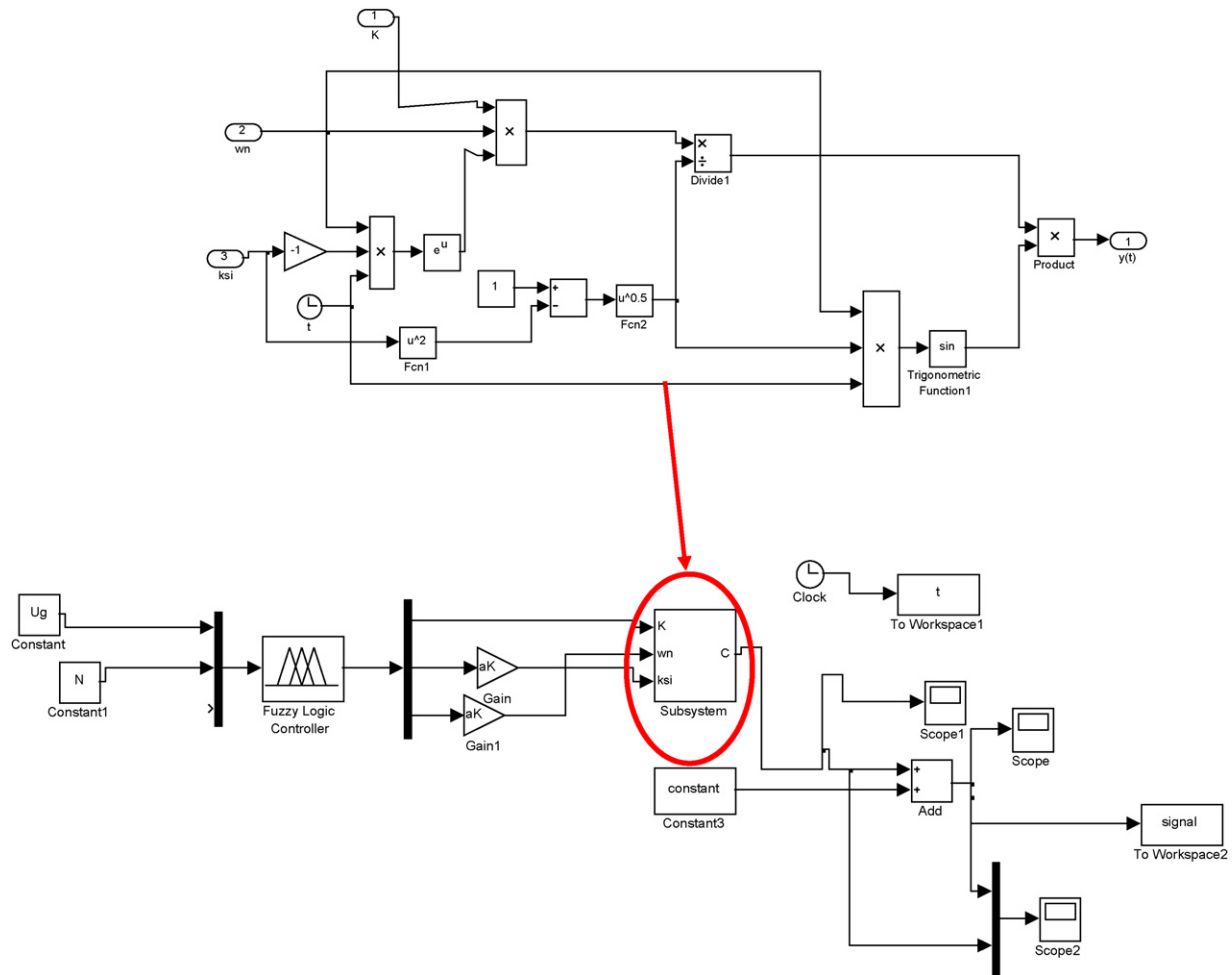 1
K
2
wn
×
×
÷
Divide1
3
ksi
-1
×
e^u
t
1
+
−
u^0.5
Fcn2
u^2
Fcn1
×
sin
Trigonometric
Function1
×
Product
1
y(t)
Ug
Constant
N
Constant1
Fuzzy Logic
Controller
aK
Gain
aK
Gain1
K
wn
ksi
C
Subsystem
Clock
t
To Workspace1
Scope1
Scope
constant
Constant3
+
+
Add
signal
To Workspace2
Scope2